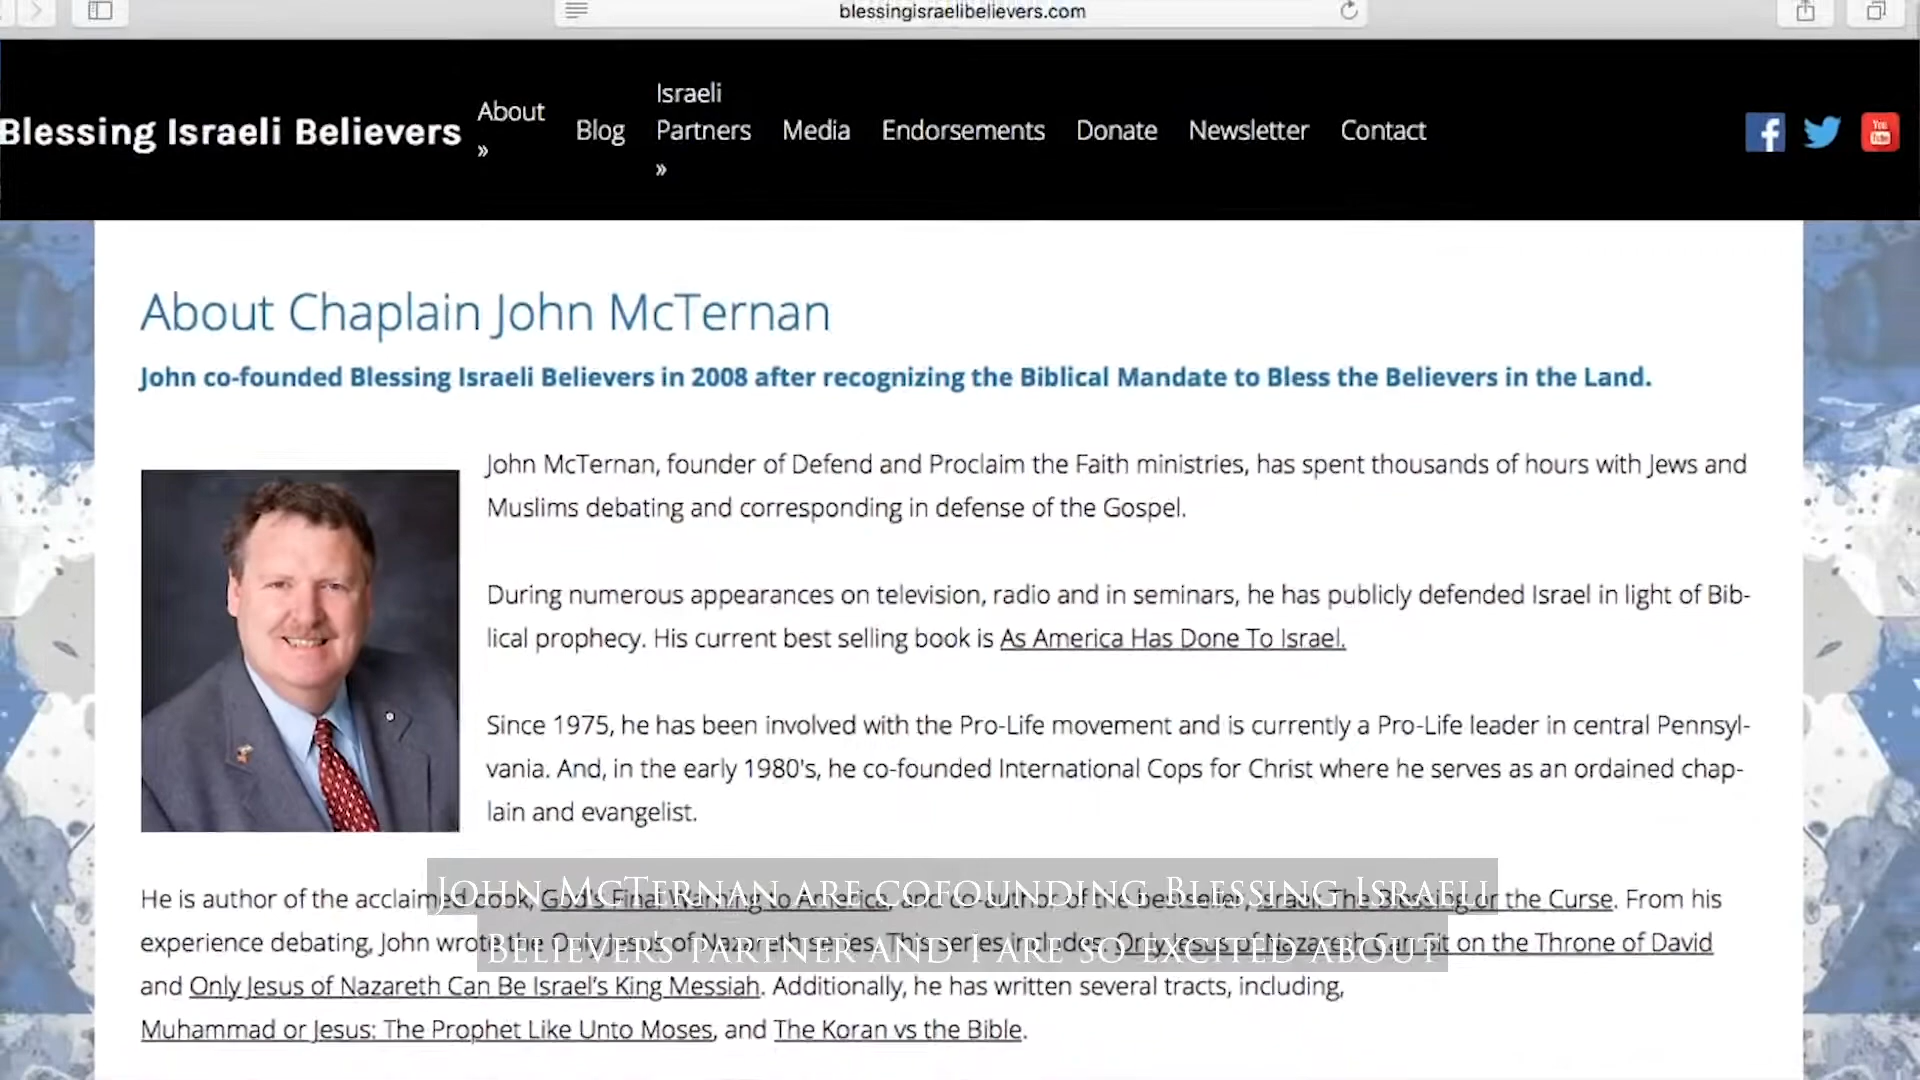 blessingisraelibelievers.com
Blessing Israeli Believers
About »
Blog
Israeli Partners »
Media
Endorsements
Donate
Newsletter
Contact
You Tube
About Chaplain John McTernan
John co-founded Blessing Israeli Believers in 2008 after recognizing the Biblical Mandate to Bless the Believers in the Land.
John McTernan, founder of Defend and Proclaim the Faith ministries, has spent thousands of hours with Jews and
Muslims debating and corresponding in defense of the Gospel.
During numerous appearances on television, radio and in seminars, he has publicly defended Israel in light of Bib-
lical prophecy. His current best selling book is As America Has Done To Israel.
Since 1975, he has been involved with the Pro-Life movement and is currently a Pro-Life leader in central Pennsyl-
vania. And, in the early 1980's, he co-founded International Cops for Christ where he serves as an ordained chap-
lain and evangelist.
He is author of the acclaimed book, God's Final Warning to America, and co-author of the bestseller, Israel: The Blessing or the Curse. From his
experience debating, John wrote the Only Jesus of Nazareth series. This series includes: Only Jesus of Nazareth Can Sit on the Throne of David
and Only Jesus of Nazareth Can Be Israel's King Messiah. Additionally, he has written several tracts, including,
Muhammad or Jesus: The Prophet Like Unto Moses, and The Koran vs the Bible.
John McTernan are cofounding Blessing Israeli
Believer's partner and I are so excited about